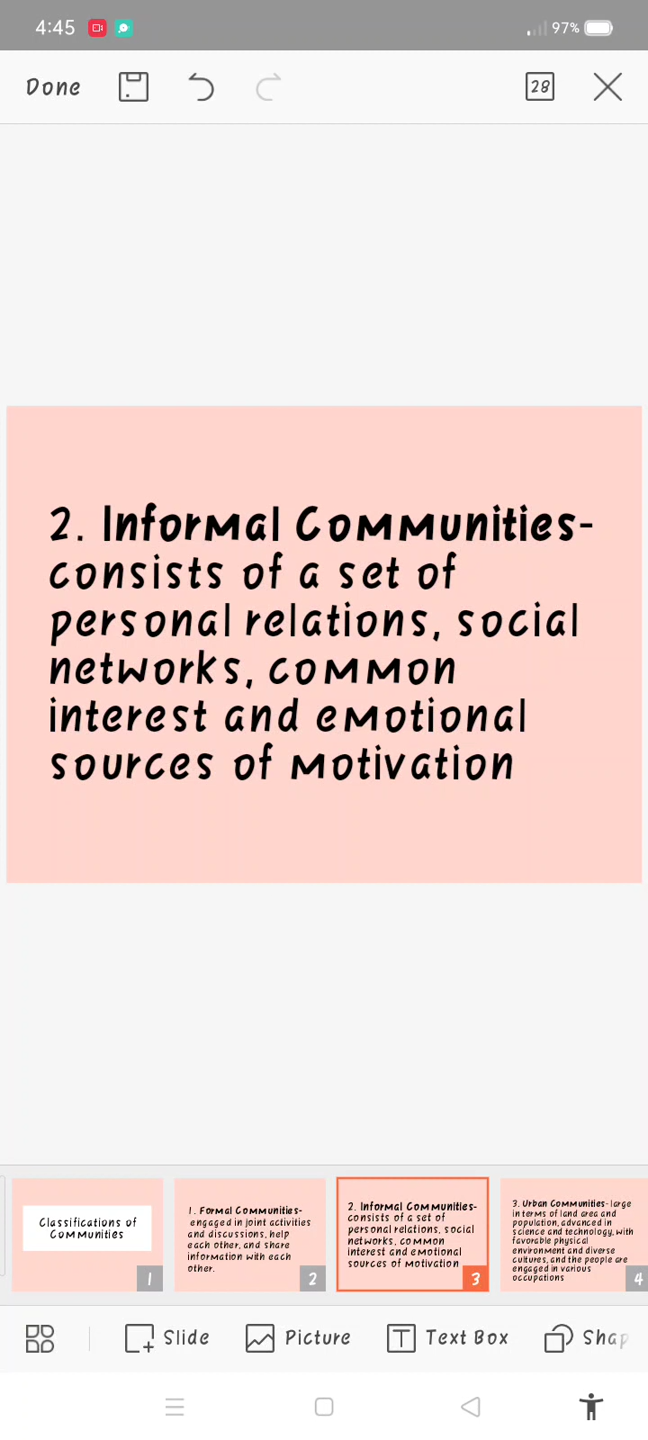 4:45
97%
Done
28
2. Informal Communities-
consists of a set of
personal relations, social
networks, common
interest and emotional
sources of motivation
Classifications of
Communities
1
1. Formal Communities-
engaged in joint activities
and discussions, help
each other, and share
information with each
other.
2
2. Informal Communities-
consists of a set of
personal relations, social
networks, common
interest and emotional
sources of motivation
3
3. Urban Communities- large
in terms of land area and
population, advanced in
science and technology, with
favorable physical
environment and diverse
cultures, and the people are
engaged in various
occupations
4
Slide
Picture
Text Box
Shap